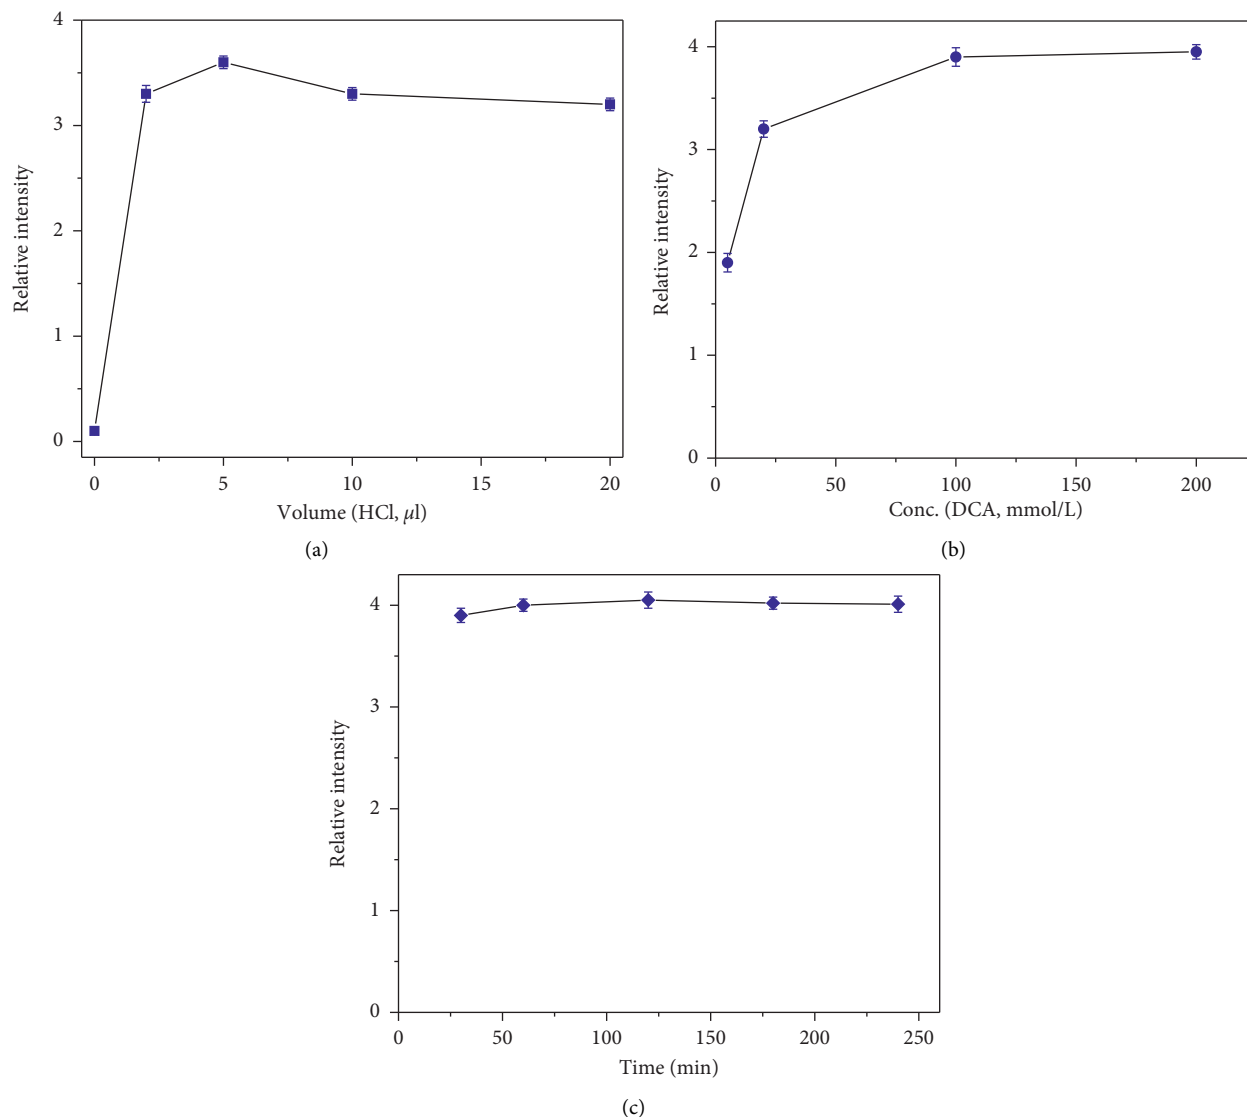 4
3
2
1
0
Relative intensity
0 5 10 15 20
Volume (HCl, μl)
(a)
4
3
2
1
0
Relative intensity
0 50 100 150 200
Conc. (DCA, mmol/L)
(b)
4
3
2
1
0
Relative intensity
0 50 100 150 200 250
Time (min)
(c)